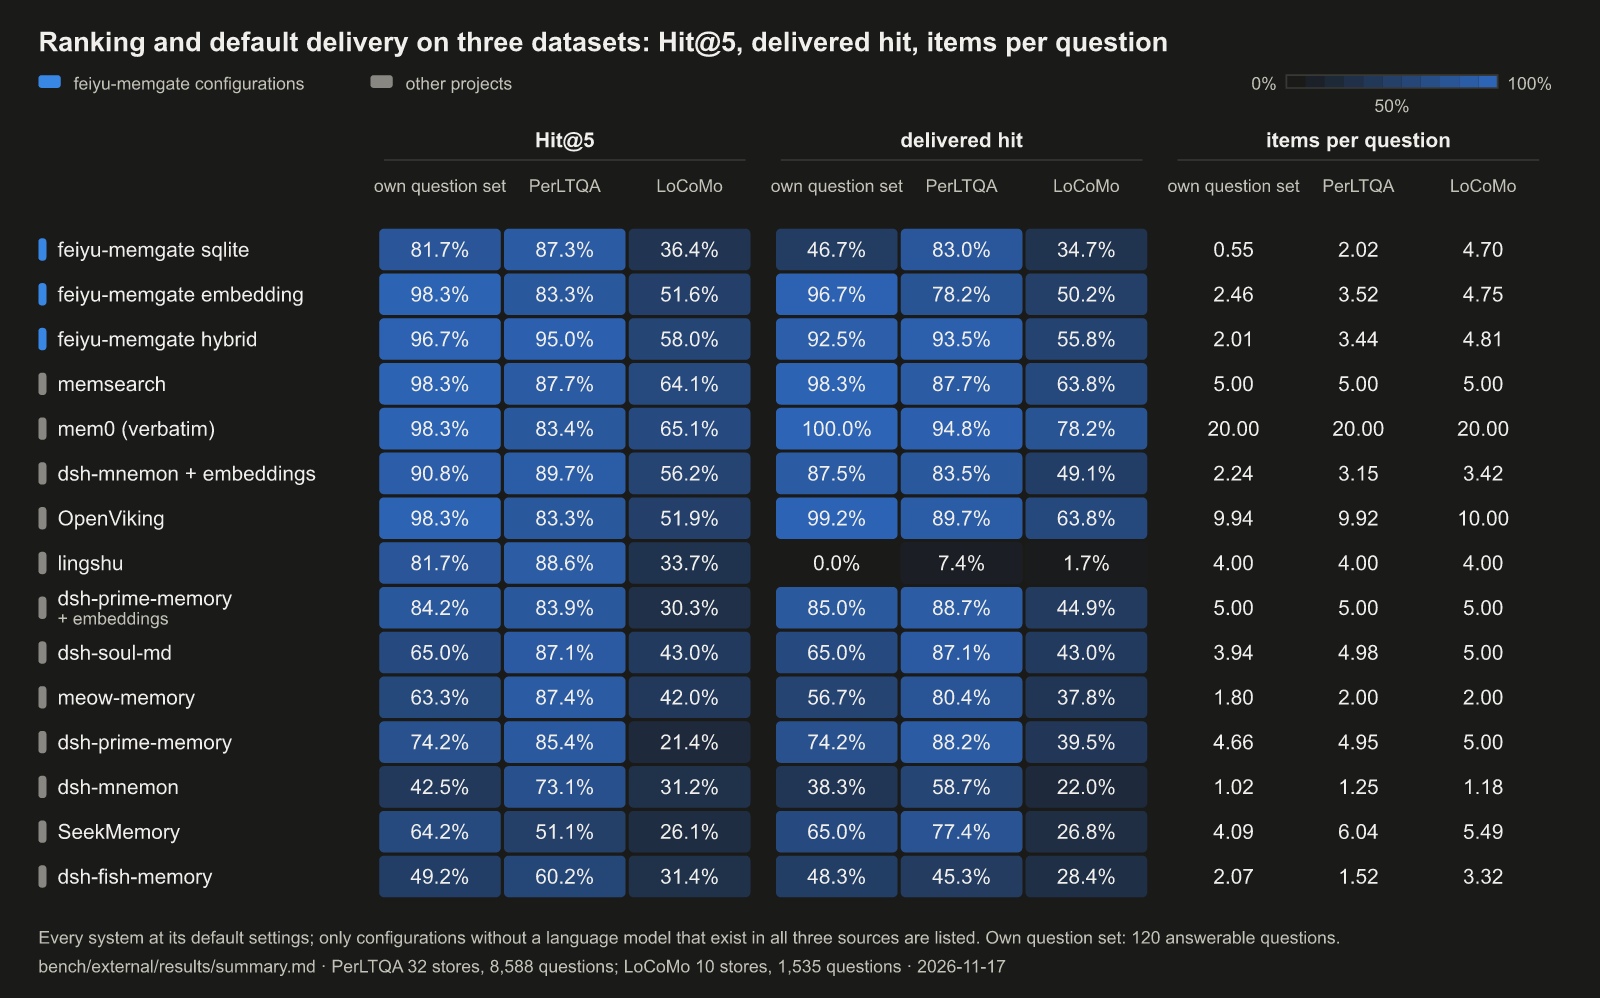 Ranking and default delivery on three datasets: Hit@5, delivered hit, items per question
feiyu-memgate configurations other projects 0% 100%
50%
Hit@5 delivered hit items per question
own question set PerLTQA LoCoMo own question set PerLTQA LoCoMo own question set PerLTQA LoCoMo
feiyu-memgate sqlite 81.7% 87.3% 36.4% 46.7% 83.0% 34.7% 0.55 2.02 4.70
feiyu-memgate embedding 98.3% 83.3% 51.6% 96.7% 78.2% 50.2% 2.46 3.52 4.75
feiyu-memgate hybrid 96.7% 95.0% 58.0% 92.5% 93.5% 55.8% 2.01 3.44 4.81
memsearch 98.3% 87.7% 64.1% 98.3% 87.7% 63.8% 5.00 5.00 5.00
mem0 (verbatim) 98.3% 83.4% 65.1% 100.0% 94.8% 78.2% 20.00 20.00 20.00
dsh-mnemon + embeddings 90.8% 89.7% 56.2% 87.5% 83.5% 49.1% 2.24 3.15 3.42
OpenViking 98.3% 83.3% 51.9% 99.2% 89.7% 63.8% 9.94 9.92 10.00
lingshu 81.7% 88.6% 33.7% 0.0% 7.4% 1.7% 4.00 4.00 4.00
dsh-prime-memory 84.2% 83.9% 30.3% 85.0% 88.7% 44.9% 5.00 5.00 5.00
+ embeddings
dsh-soul-md 65.0% 87.1% 43.0% 65.0% 87.1% 43.0% 3.94 4.98 5.00
meow-memory 63.3% 87.4% 42.0% 56.7% 80.4% 37.8% 1.80 2.00 2.00
dsh-prime-memory 74.2% 85.4% 21.4% 74.2% 88.2% 39.5% 4.66 4.95 5.00
dsh-mnemon 42.5% 73.1% 31.2% 38.3% 58.7% 22.0% 1.02 1.25 1.18
SeekMemory 64.2% 51.1% 26.1% 65.0% 77.4% 26.8% 4.09 6.04 5.49
dsh-fish-memory 49.2% 60.2% 31.4% 48.3% 45.3% 28.4% 2.07 1.52 3.32
Every system at its default settings; only configurations without a language model that exist in all three sources are listed. Own question set: 120 answerable questions.
bench/external/results/summary.md · PerLTQA 32 stores, 8,588 questions; LoCoMo 10 stores, 1,535 questions · 2026-11-17